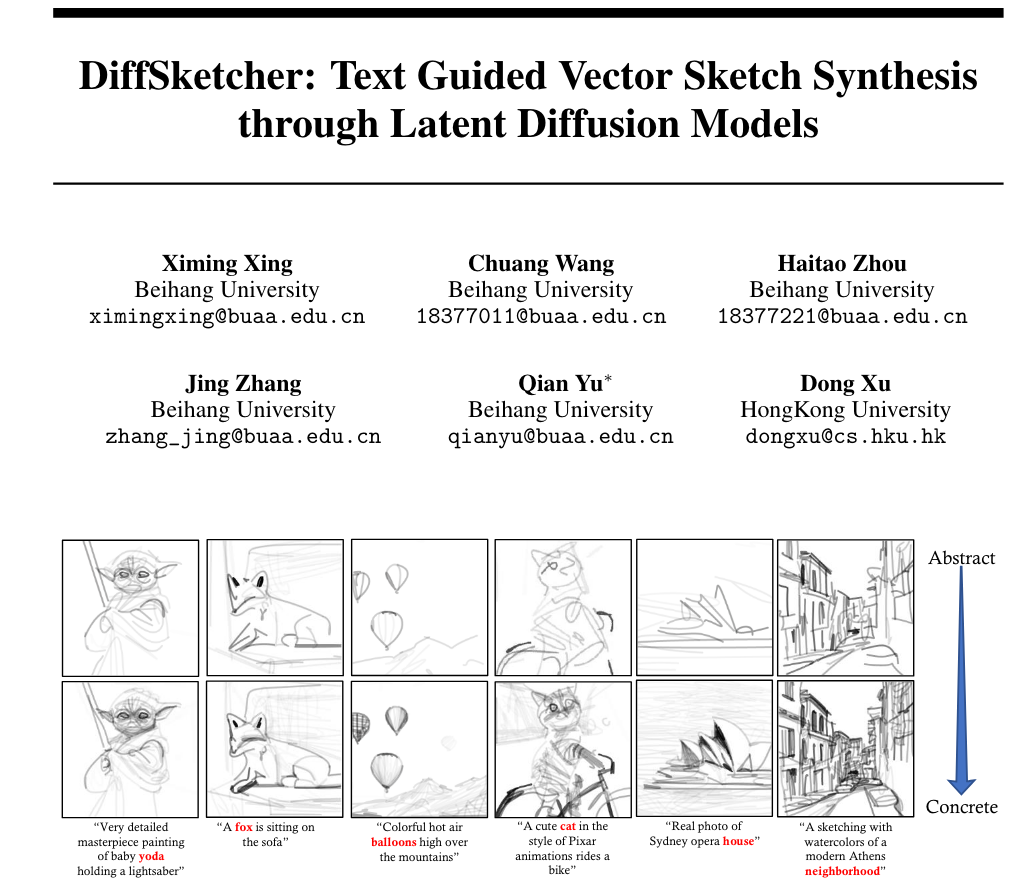 DiffSketcher: Text Guided Vector Sketch Synthesis
through Latent Diffusion Models
Ximing Xing
Beihang University
ximingxing@buaa.edu.cn
Chuang Wang
Beihang University
18377011@buaa.edu.cn
Haitao Zhou
Beihang University
18377221@buaa.edu.cn
Jing Zhang
Beihang University
zhang_jing@buaa.edu.cn
Qian Yu*
Beihang University
qianyu@buaa.edu.cn
Dong Xu
HongKong University
dongxu@cs.hku.hk
Abstract
Concrete
“Very detailed
masterpiece painting
of baby yoda
holding a lightsaber”
“A fox is sitting on
the sofa”
“Colorful hot air
balloons high over
the mountains”
“A cute cat in the
style of Pixar
animations rides a
bike”
“Real photo of
Sydney opera house”
“A sketching with
watercolors of a
modern Athens
neighborhood”